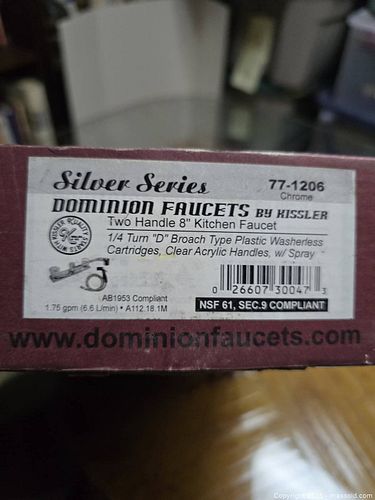 Silver Series
77-1206
Chrome
DOMINION FAUCETS BY KISSLER
Two Handle 8" Kitchen Faucet
1/4 Turn "D" Broach Type Plastic Washerless
Cartridges, Clear Acrylic Handles, w/ Spray
AB1953 Compliant
1.75 gpm (6.6 L/min) • A112.18.1M
0 26607 30047 3
NSF 61, SEC.9 COMPLIANT
www.dominionfaucets.com